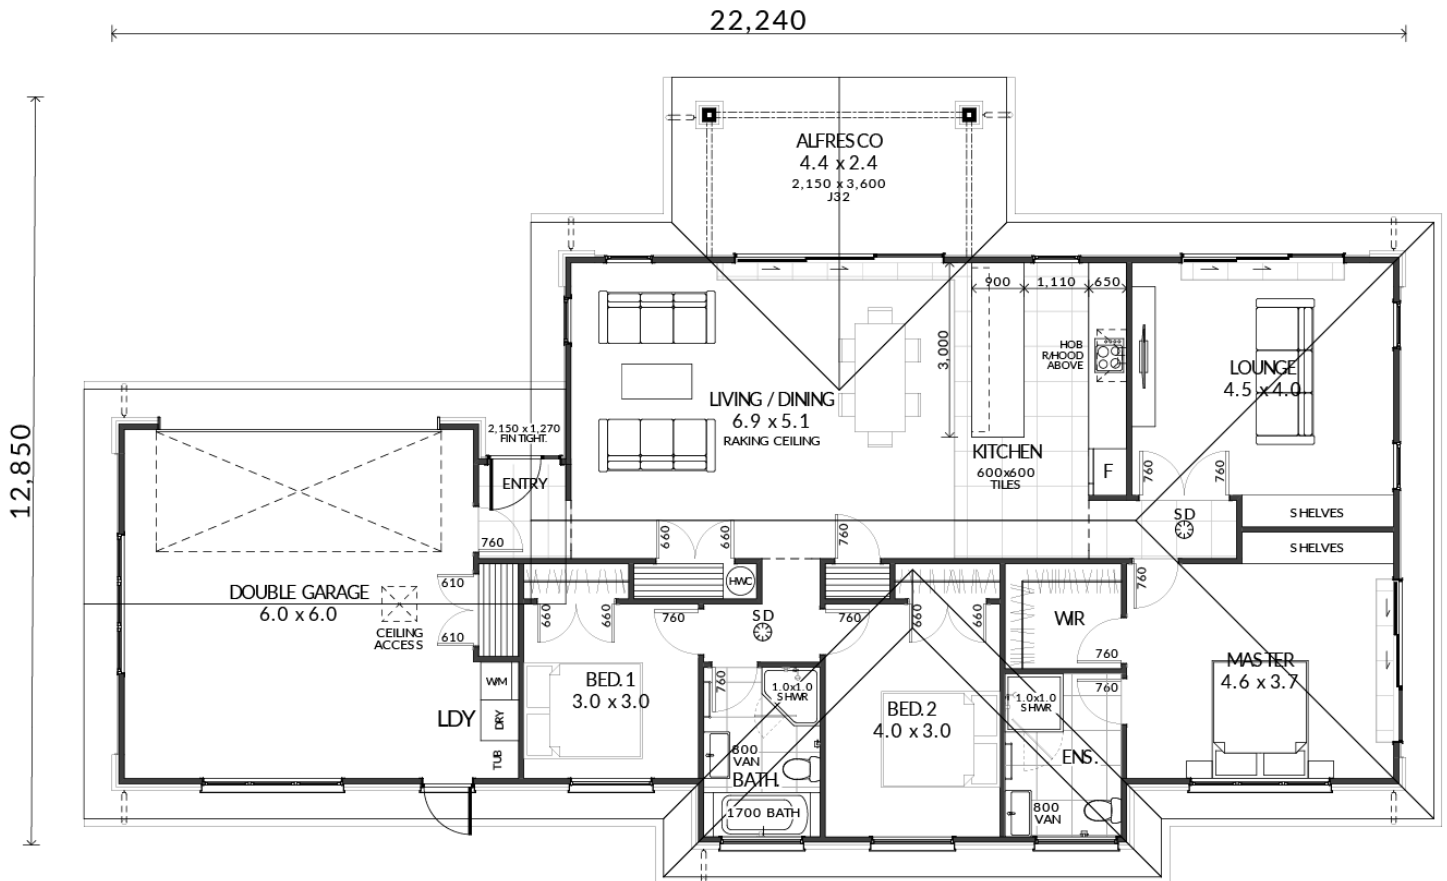 22,240
12,850
ALFRESCO
4.4 x 2.4
2,150 x 3,600
J32
900
1,110
650
3,000
HOB
R/HOOD
ABOVE
LOUNGE
4.5 x 4.0
LIVING / DINING
6.9 x 5.1
RAKING CEILING
2,150 x 1,270
FIN TIGHT.
KITCHEN
600x600
TILES
F
760
760
ENTRY
SHELVES
SD
SHELVES
760
660
660
760
HWC
DOUBLE GARAGE
6.0 x 6.0
610
610
CEILING
ACCESS
660
660
760
SD
760
660
660
WIR
760
760
MASTER
4.6 x 3.7
WM
DRY
TUB
LDY
BED. 1
3.0 x 3.0
760
1.0x1.0
SHWR
BED. 2
4.0 x 3.0
760
1.0x1.0
SHWR
800
VAN
BATH.
1700 BATH
ENS.
800
VAN